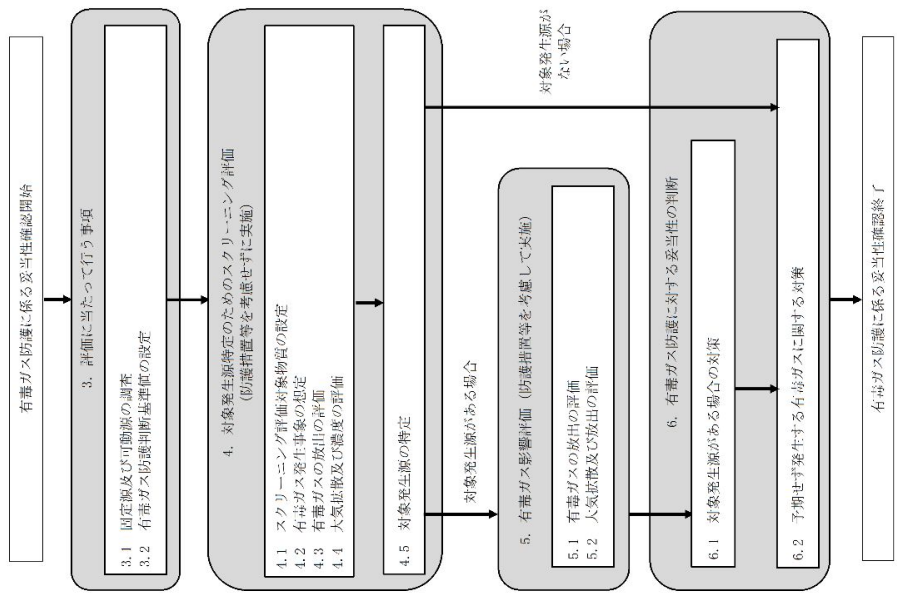 有毒ガス防護に係る妥当性確認開始
3. 評価に当たって行う事項
3.1 固定源及び可動源の調査
3.2 有毒ガス防護判断基準値の設定
4. 対象発生源特定のためのスクリーニング評価
(防護措置等を考慮せずに実施)
4.1 スクリーニング評価対象物質の設定
4.2 有毒ガス発生事象の想定
4.3 有毒ガスの放出の評価
4.4 大気拡散及び濃度の評価
4.5 対象発生源の特定
対象発生源がある場合
対象発生源が
ない場合
5. 有毒ガス影響評価 (防護措置等を考慮して実施)
5.1 有毒ガスの放出の評価
5.2 大気拡散及び放出の評価
6. 有毒ガス防護に対する妥当性の判断
6.1 対象発生源がある場合の対策
6.2 予期せず発生する有毒ガスに関する対策
有毒ガス防護に係る妥当性確認終了